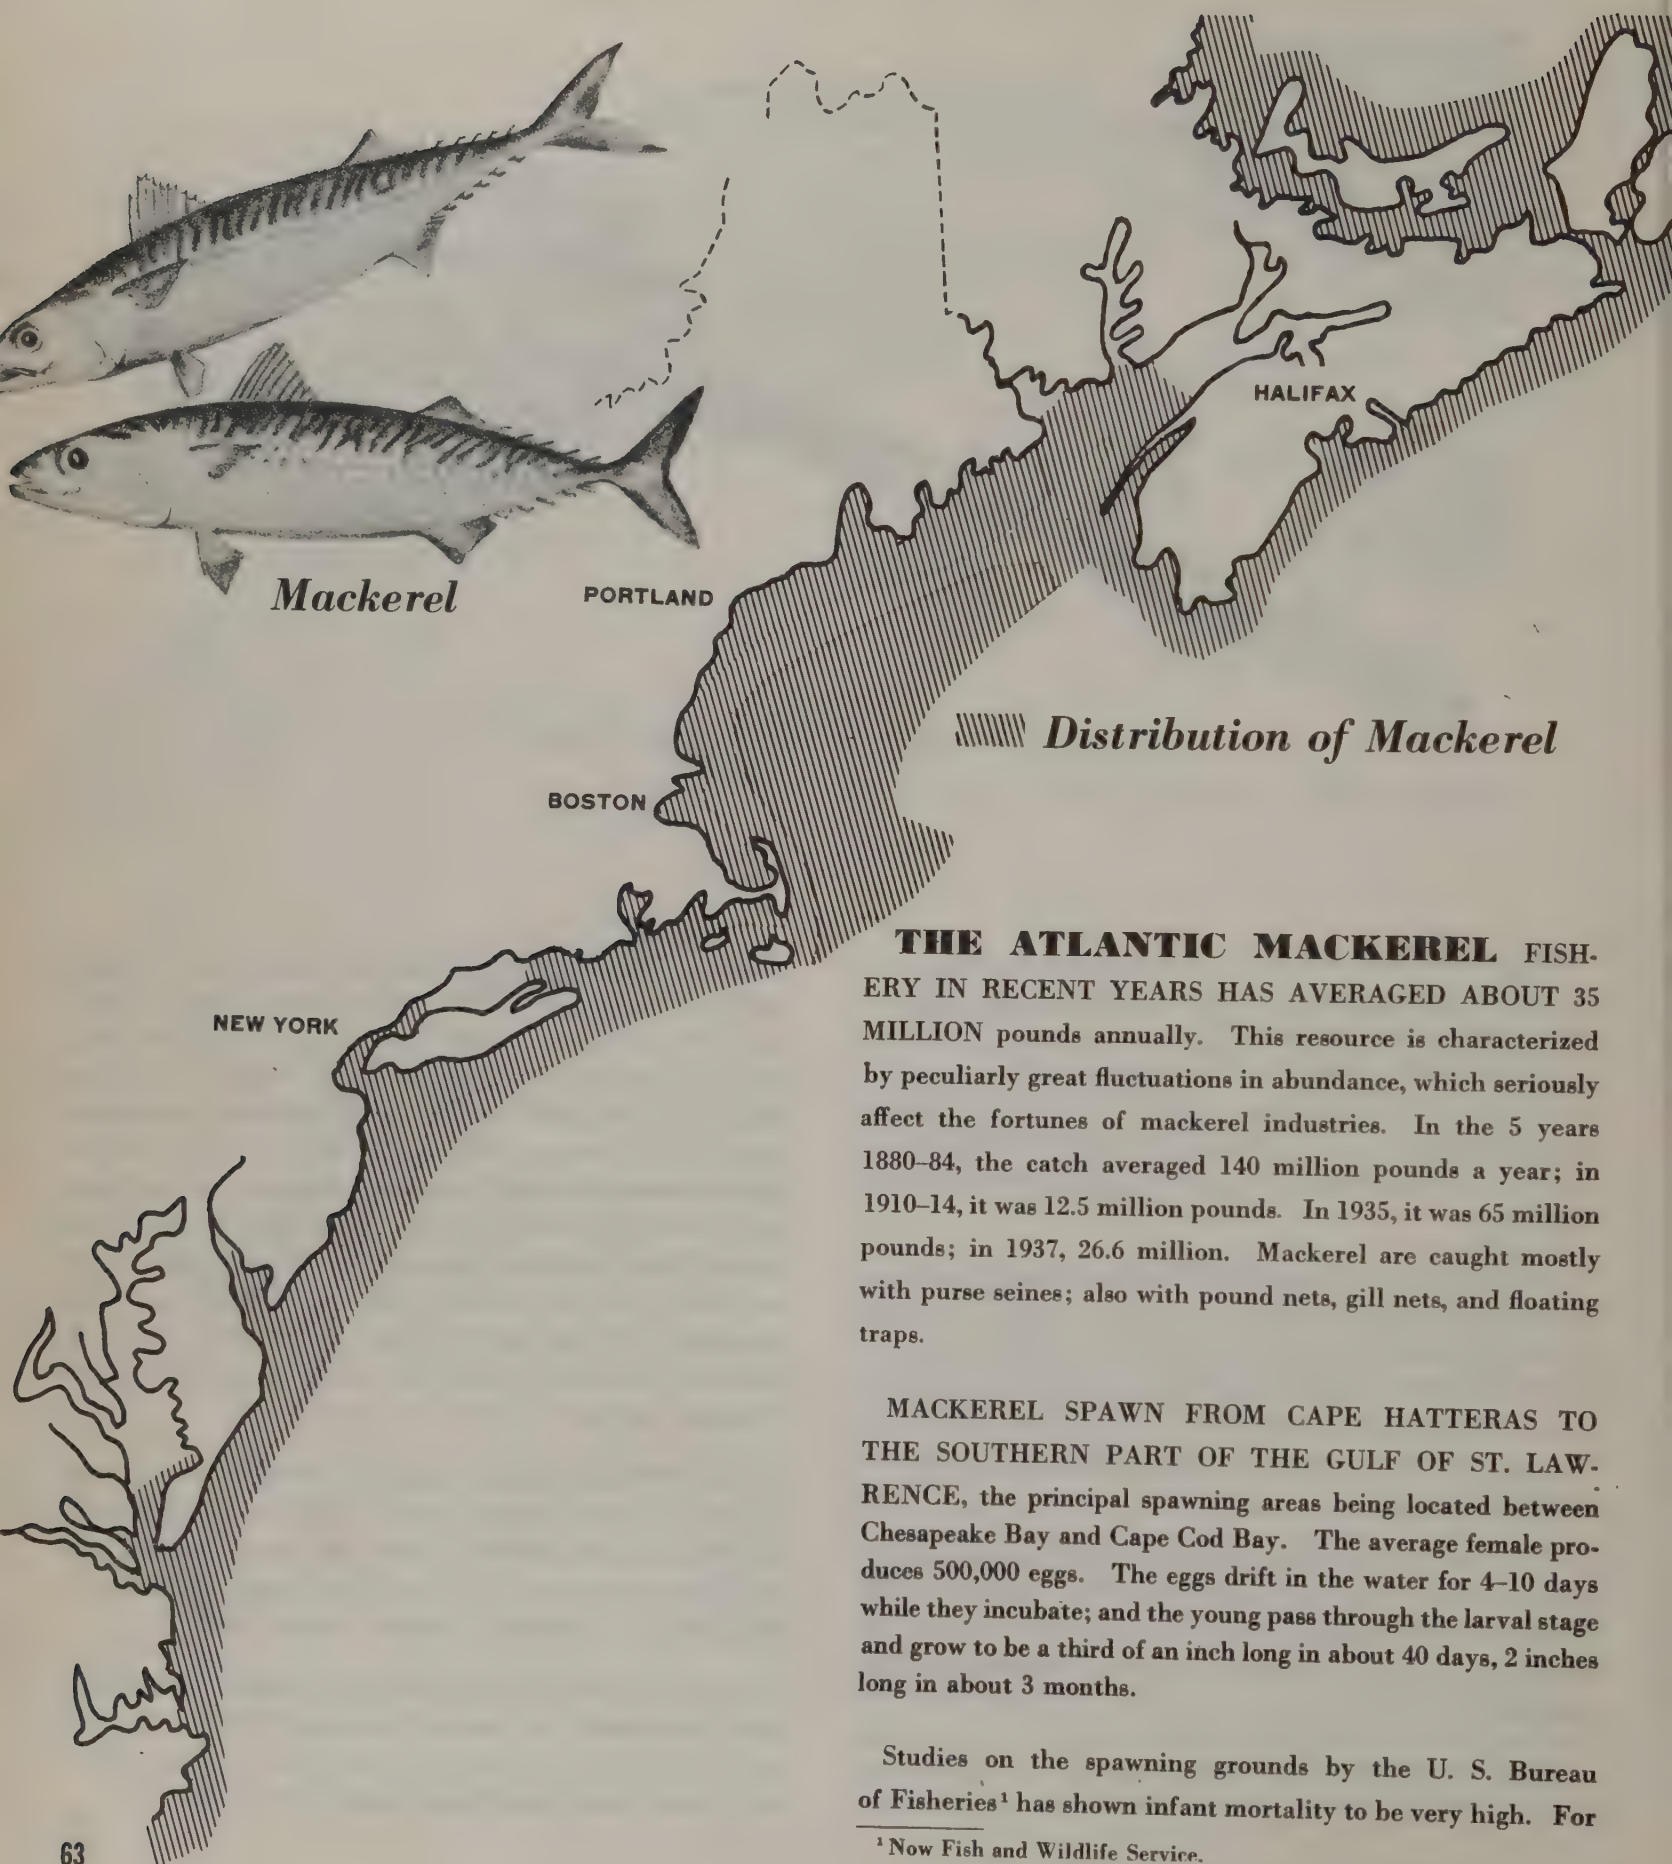 HALIFAX
Mackerel
PORTLAND
Distribution of Mackerel
BOSTON
NEW YORK
THE ATLANTIC MACKEREL FISH-
ERY IN RECENT YEARS HAS AVERAGED ABOUT 35
MILLION pounds annually. This resource is characterized
by peculiarly great fluctuations in abundance, which seriously
affect the fortunes of mackerel industries. In the 5 years
1880–84, the catch averaged 140 million pounds a year; in
1910–14, it was 12.5 million pounds. In 1935, it was 65 million
pounds; in 1937, 26.6 million. Mackerel are caught mostly
with purse seines; also with pound nets, gill nets, and floating
traps.
MACKEREL SPAWN FROM CAPE HATTERAS TO
THE SOUTHERN PART OF THE GULF OF ST. LAW-
RENCE, the principal spawning areas being located between
Chesapeake Bay and Cape Cod Bay. The average female pro-
duces 500,000 eggs. The eggs drift in the water for 4–10 days
while they incubate; and the young pass through the larval stage
and grow to be a third of an inch long in about 40 days, 2 inches
long in about 3 months.
Studies on the spawning grounds by the U. S. Bureau
of Fisheries¹ has shown infant mortality to be very high. For
¹ Now Fish and Wildlife Service.
63